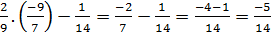 2/9 . (-9/7) - 1/14 = -2/7 - 1/14 = -4-1/14 = -5/14